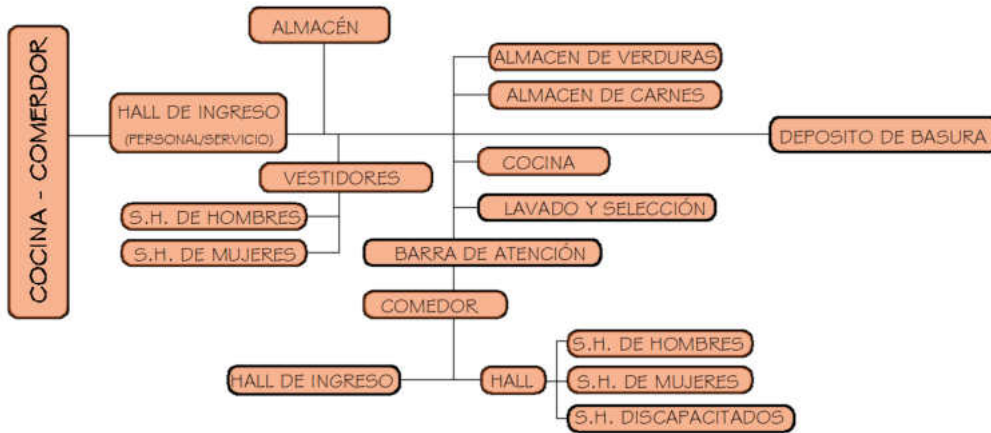 COCINA - COMERDOR
ALMACÉN
HALL DE INGRESO
(PERSONAL/SERVICIO)
ALMACEN DE VERDURAS
ALMACEN DE CARNES
DEPOSITO DE BASURA
VESTIDORES
COCINA
S.H. DE HOMBRES
LAVADO Y SELECCIÓN
S.H. DE MUJERES
BARRA DE ATENCIÓN
COMEDOR
HALL DE INGRESO
HALL
S.H. DE HOMBRES
S.H. DE MUJERES
S.H. DISCAPACITADOS